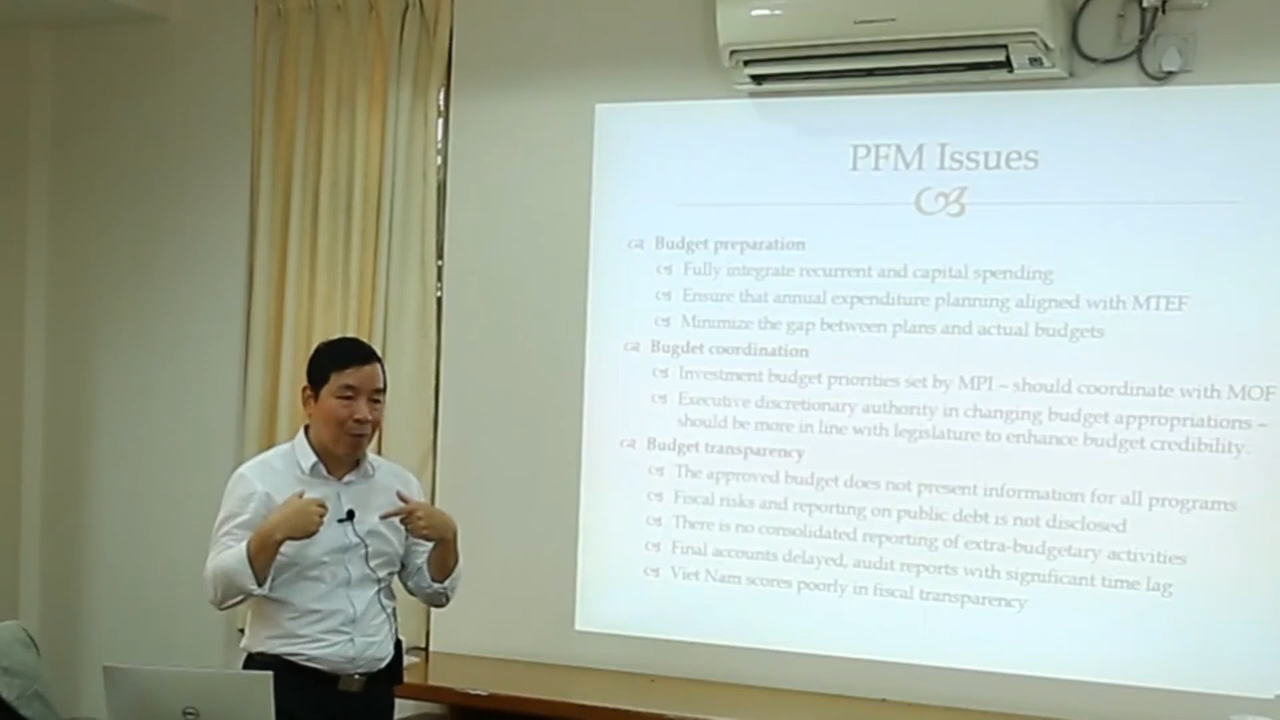 PFM Issues
Budget preparation
Fully integrate recurrent and capital spending
Ensure that annual expenditure planning aligned with MTEF
Minimize the gap between plans and actual budgets
Bugdet coordination
Investment budget priorities set by MPI – should coordinate with MOF
Executive discretionary authority in changing budget appropriations –
should be more in line with legislature to enhance budget credibility.
Budget transparency
The approved budget does not present information for all programs
Fiscal risks and reporting on public debt is not disclosed
There is no consolidated reporting of extra-budgetary activities
Final accounts delayed, audit reports with significant time lag
Viet Nam scores poorly in fiscal transparency
DELL